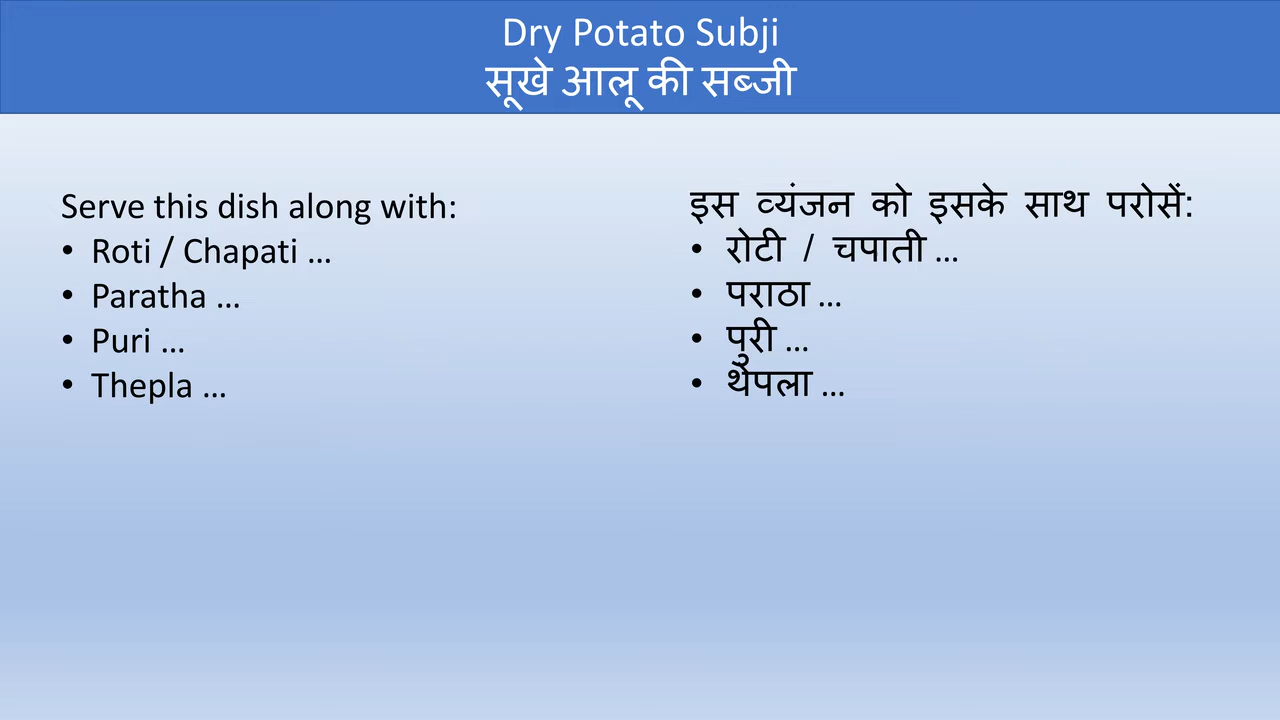 Dry Potato Subji
सूखे आलू की सब्जी
Serve this dish along with:
• Roti / Chapati ...
• Paratha ...
• Puri ...
• Thepla ...
इस व्यंजन को इसके साथ परोसें:
• रोटी / चपाती ...
• पराठा ...
• पुरी ...
• थेपला ...